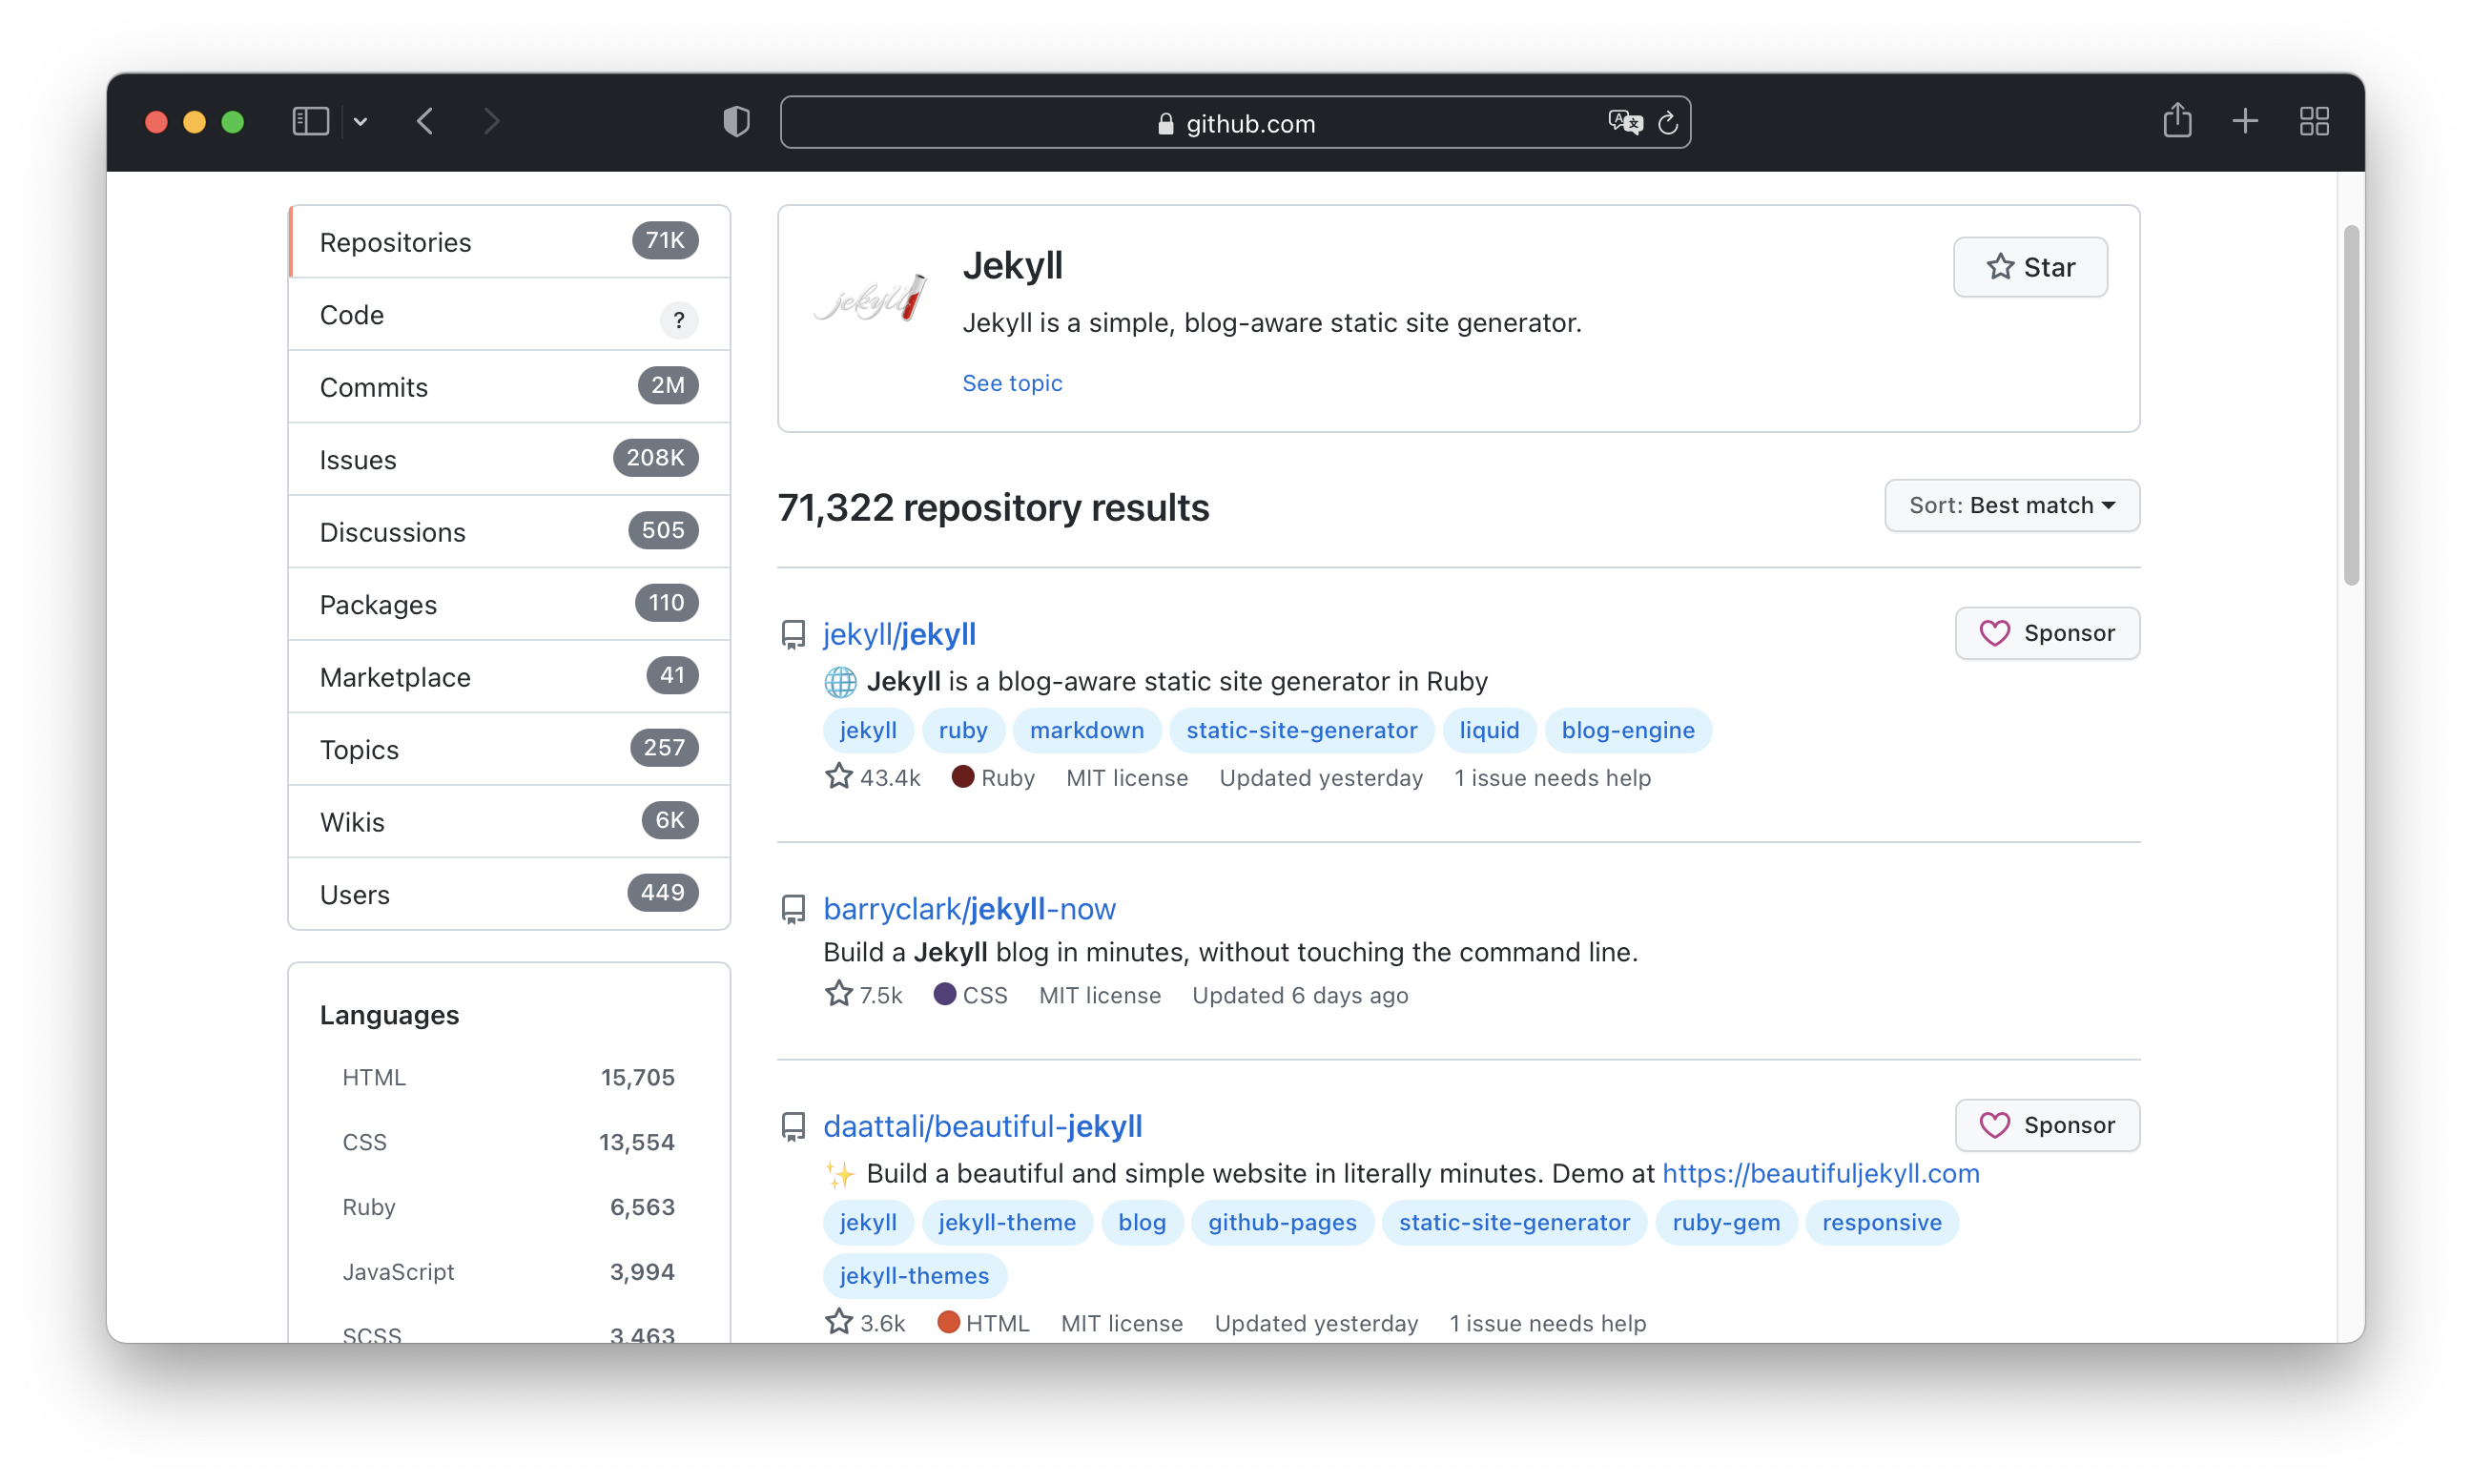 github.com
Repositories 71K
Code ?
Commits 2M
Issues 208K
Discussions 505
Packages 110
Marketplace 41
Topics 257
Wikis 6K
Users 449
Languages
HTML 15,705
CSS 13,554
Ruby 6,563
JavaScript 3,994
SCSS 3,463
jekyll
Jekyll
Star
Jekyll is a simple, blog-aware static site generator.
See topic
71,322 repository results
Sort: Best match
jekyll/jekyll
Sponsor
🌐 Jekyll is a blog-aware static site generator in Ruby
jekyll ruby markdown static-site-generator liquid blog-engine
43.4k Ruby MIT license Updated yesterday 1 issue needs help
barryclark/jekyll-now
Build a Jekyll blog in minutes, without touching the command line.
7.5k CSS MIT license Updated 6 days ago
daattali/beautiful-jekyll
Sponsor
✨ Build a beautiful and simple website in literally minutes. Demo at https://beautifuljekyll.com
jekyll jekyll-theme blog github-pages static-site-generator ruby-gem responsive
jekyll-themes
3.6k HTML MIT license Updated yesterday 1 issue needs help